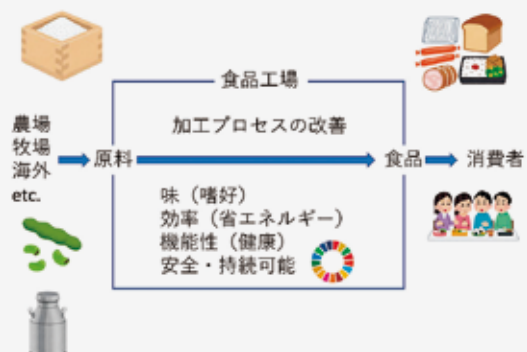 食品工場
加工プロセスの改善
農場
牧場
海外
etc.
原料
食品
消費者
味（嗜好）
効率（省エネルギー）
機能性（健康）
安全・持続可能